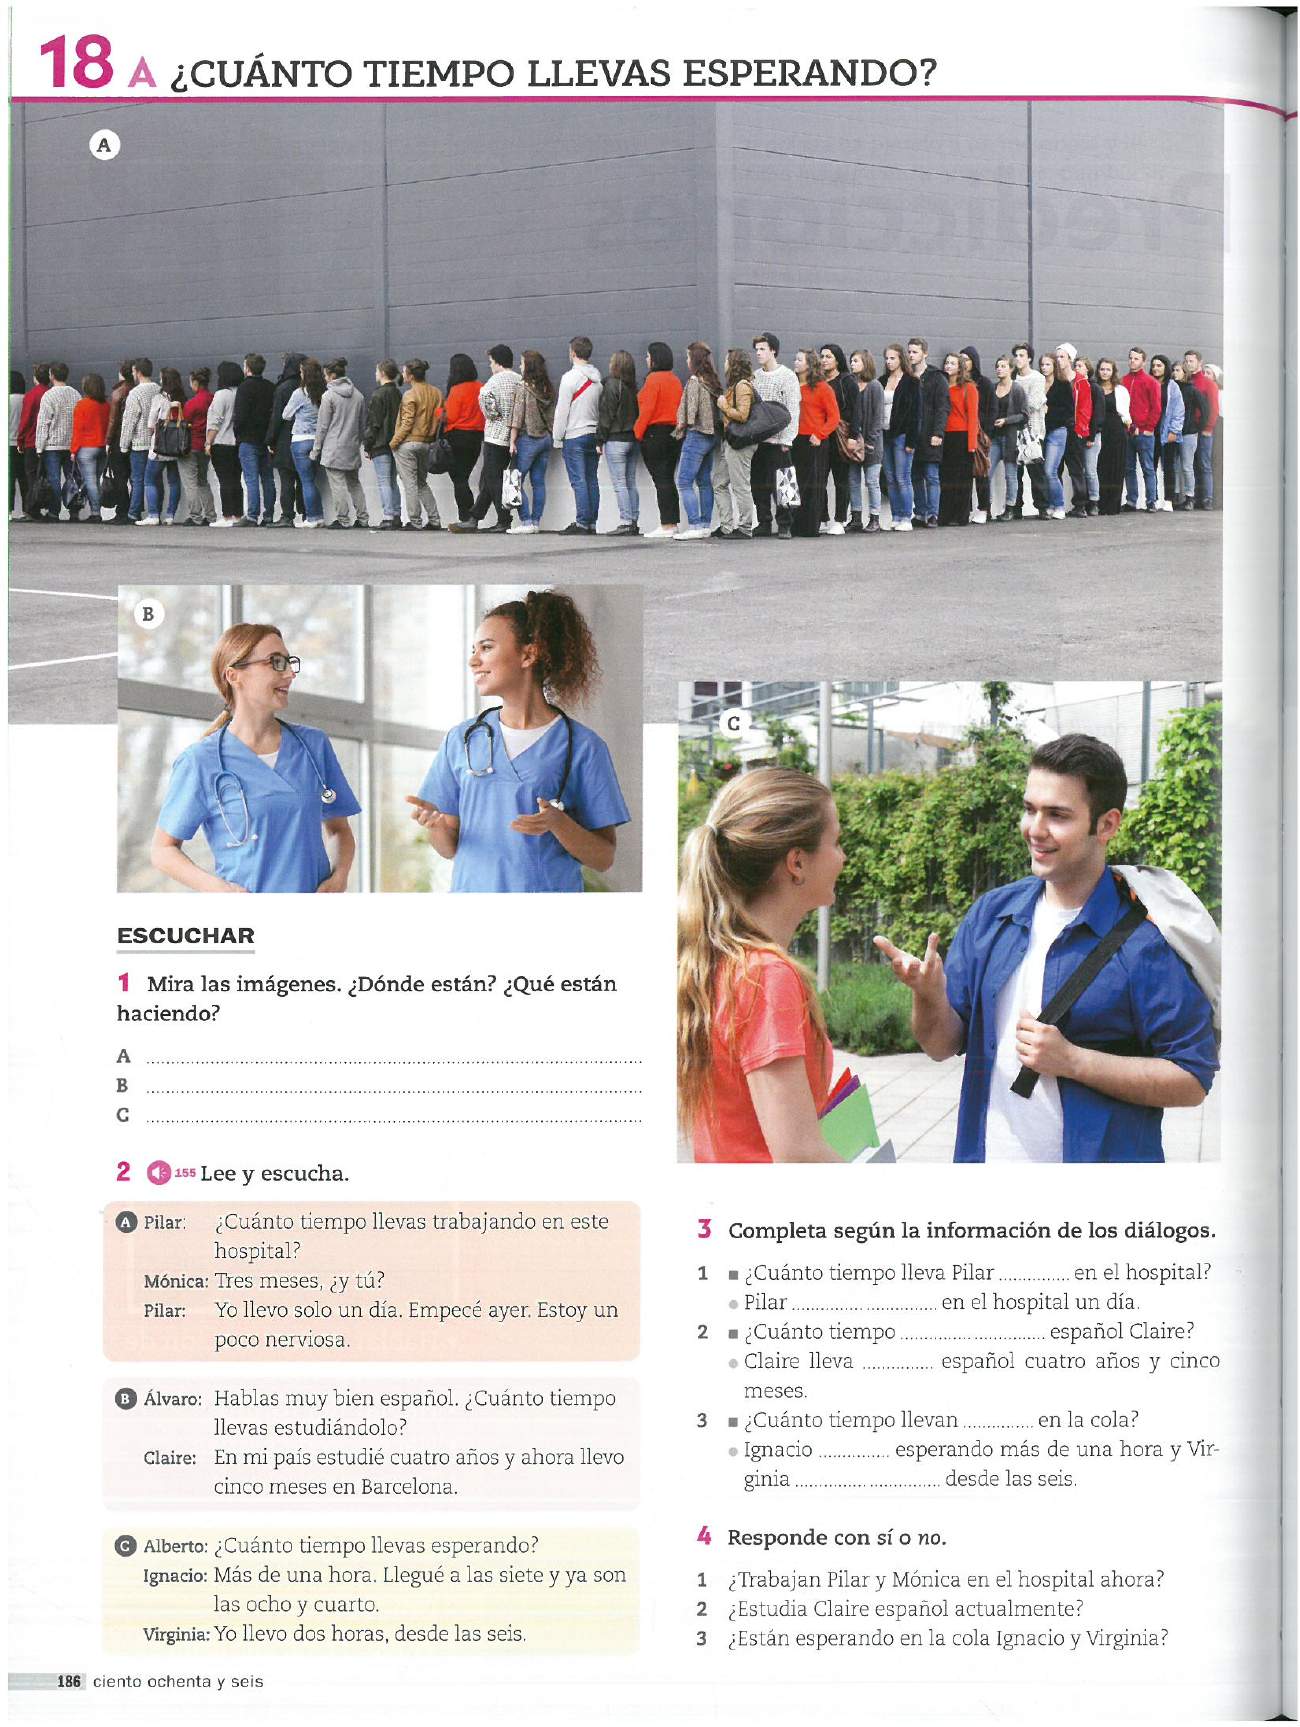 18 A ¿CUÁNTO TIEMPO LLEVAS ESPERANDO?
A
B
C
ESCUCHAR
1 Mira las imágenes. ¿Dónde están? ¿Qué están
haciendo?
A ........................................
B ........................................
C ........................................
2 155 Lee y escucha.
A Pilar: ¿Cuánto tiempo llevas trabajando en este
hospital?
Mónica: Tres meses, ¿y tú?
Pilar: Yo llevo solo un día. Empecé ayer. Estoy un
poco nerviosa.
B Álvaro: Hablas muy bien español. ¿Cuánto tiempo
llevas estudiándolo?
Claire: En mi país estudié cuatro años y ahora llevo
cinco meses en Barcelona.
C Alberto: ¿Cuánto tiempo llevas esperando?
Ignacio: Más de una hora. Llegué a las siete y ya son
las ocho y cuarto.
Virginia: Yo llevo dos horas, desde las seis.
3 Completa según la información de los diálogos.
1 ■ ¿Cuánto tiempo lleva Pilar .............. en el hospital?
● Pilar ............................. en el hospital un día.
2 ■ ¿Cuánto tiempo ............................. español Claire?
● Claire lleva .............. español cuatro años y cinco
meses.
3 ■ ¿Cuánto tiempo llevan .............. en la cola?
● Ignacio .............. esperando más de una hora y Vir-
ginia ............................. desde las seis.
4 Responde con sí o no.
1 ¿Trabajan Pilar y Mónica en el hospital ahora?
2 ¿Estudia Claire español actualmente?
3 ¿Están esperando en la cola Ignacio y Virginia?
186 ciento ochenta y seis